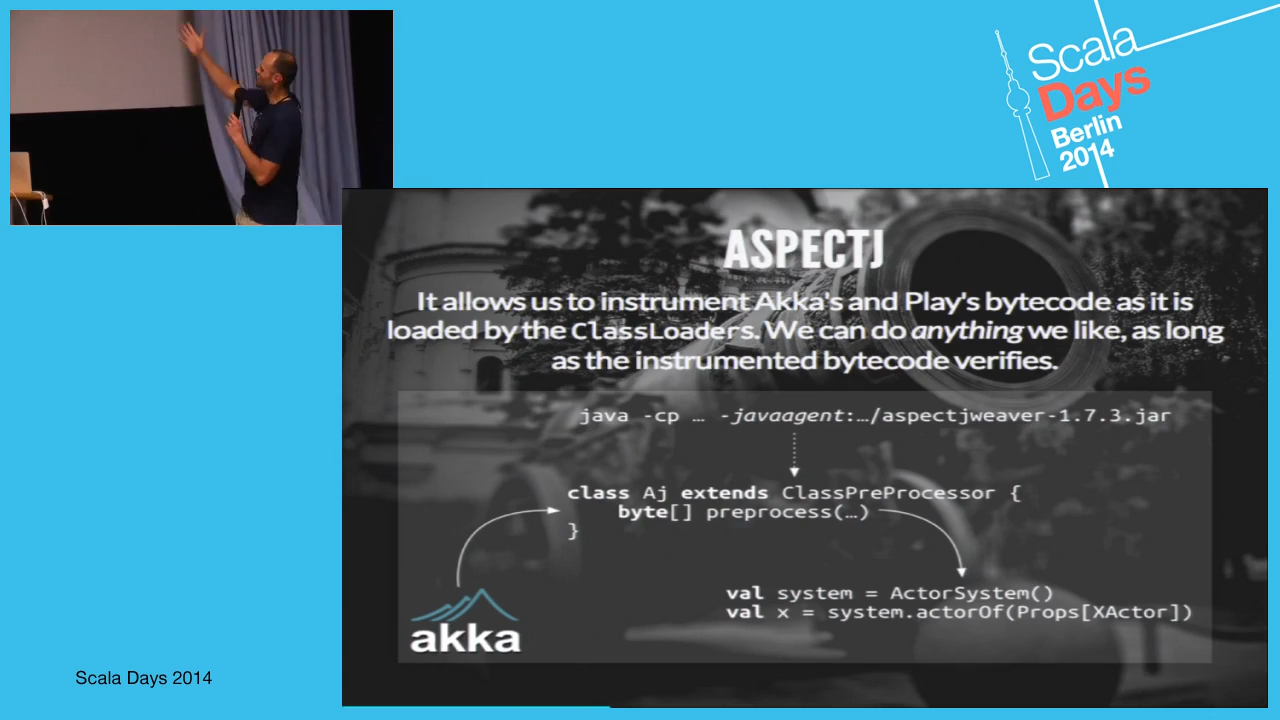 Scala
Days
Berlin
2014
ASPECTJ
It allows us to instrument Akka's and Play's bytecode as it is
loaded by the ClassLoaders. We can do anything we like, as long
as the instrumented bytecode verifies.
java -cp … -javaagent:…/aspectjweaver-1.7.3.jar
class Aj extends ClassPreProcessor {
byte[] preprocess(…)
}
val system = ActorSystem()
val x = system.actorOf(Props[XActor])
akka
Scala Days 2014